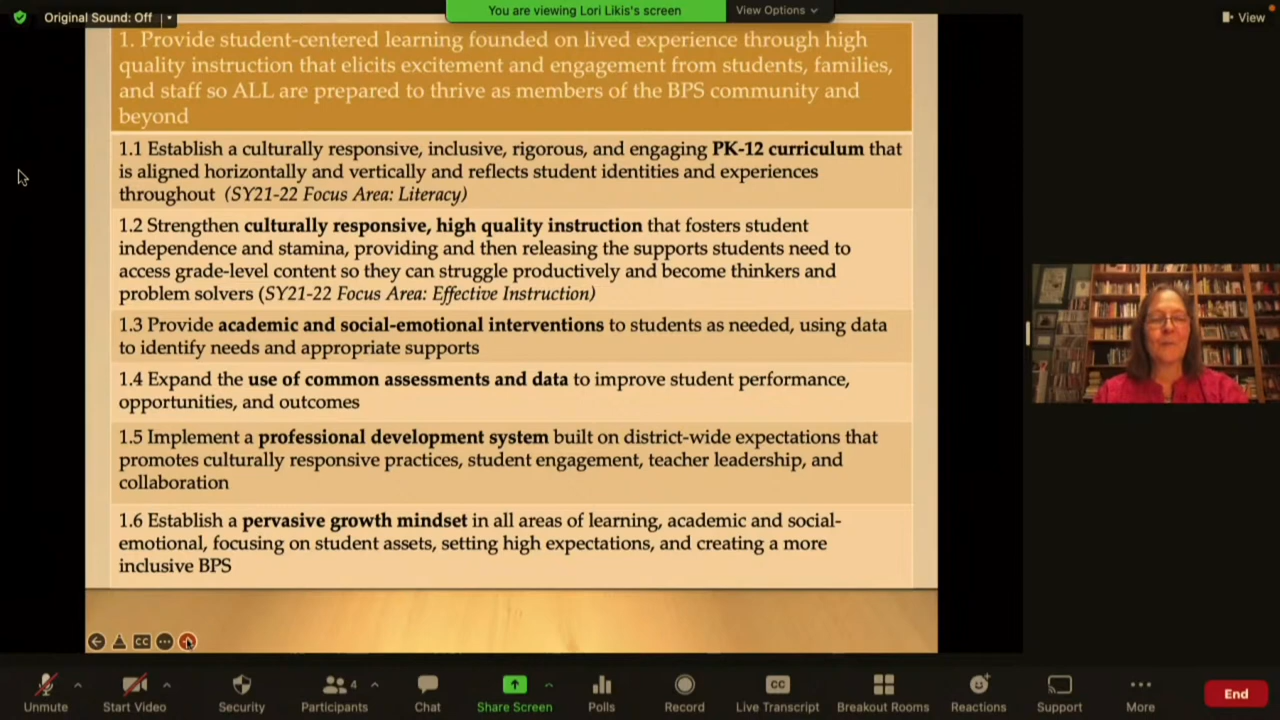 Original Sound: Off
You are viewing Lori Likis's screen
View Options
View
1. Provide student-centered learning founded on lived experience through high
quality instruction that elicits excitement and engagement from students, families,
and staff so ALL are prepared to thrive as members of the BPS community and
beyond
1.1 Establish a culturally responsive, inclusive, rigorous, and engaging PK-12 curriculum that
is aligned horizontally and vertically and reflects student identities and experiences
throughout (SY21-22 Focus Area: Literacy)
1.2 Strengthen culturally responsive, high quality instruction that fosters student
independence and stamina, providing and then releasing the supports students need to
access grade-level content so they can struggle productively and become thinkers and
problem solvers (SY21-22 Focus Area: Effective Instruction)
1.3 Provide academic and social-emotional interventions to students as needed, using data
to identify needs and appropriate supports
1.4 Expand the use of common assessments and data to improve student performance,
opportunities, and outcomes
1.5 Implement a professional development system built on district-wide expectations that
promotes culturally responsive practices, student engagement, teacher leadership, and
collaboration
1.6 Establish a pervasive growth mindset in all areas of learning, academic and social-
emotional, focusing on student assets, setting high expectations, and creating a more
inclusive BPS
CC
4
CC
Unmute
Start Video
Security
Participants
Chat
Share Screen
Polls
Record
Live Transcript
Breakout Rooms
Reactions
Support
More
End